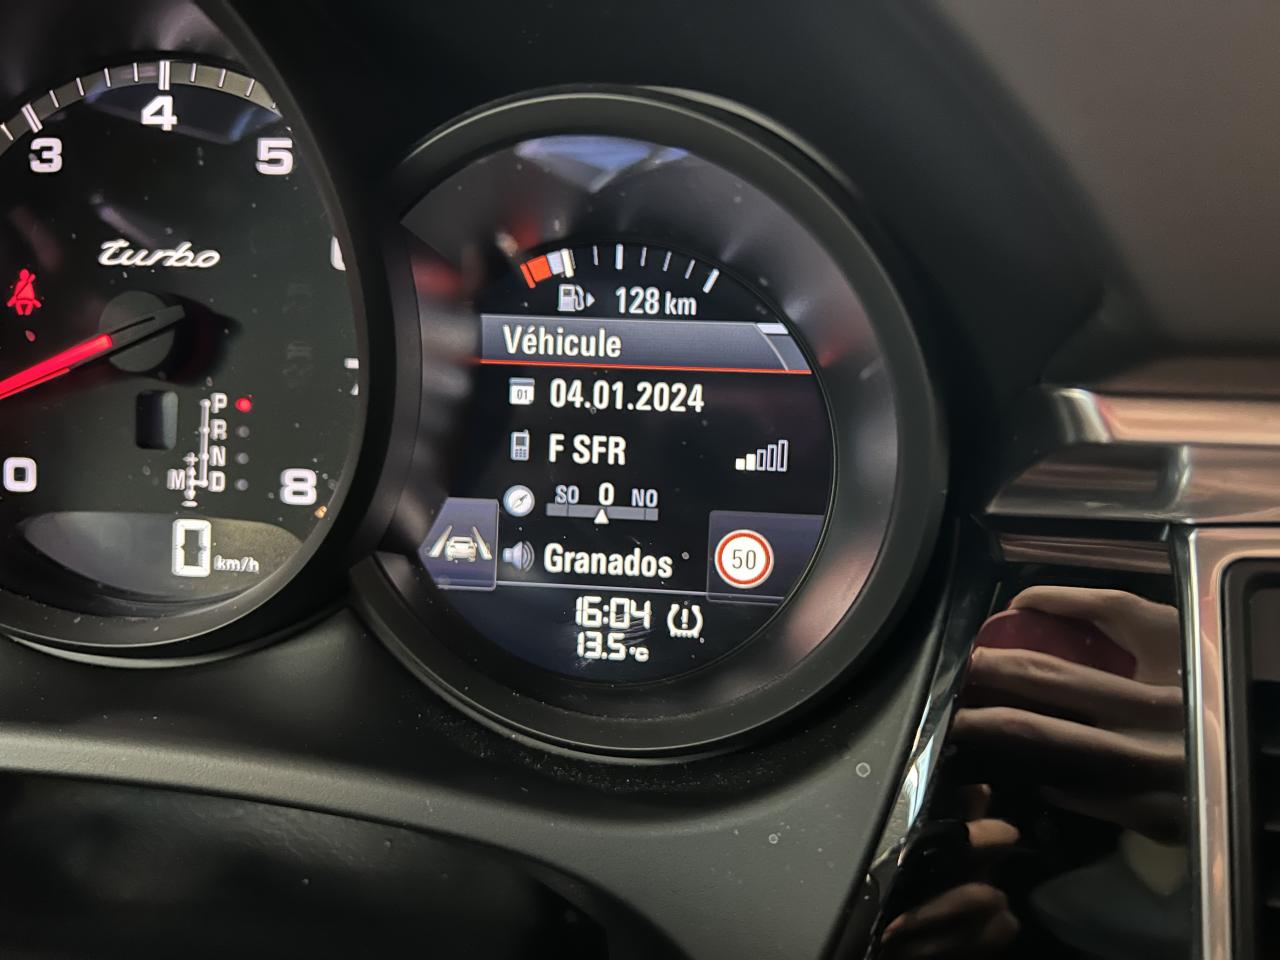 3
4
5
turbo
P
R
N
M D
+
-
0
8
0 km/h
128 km
Véhicule
01 04.01.2024
F SFR
SO O NO
Granados
50
16:04
13.5°C